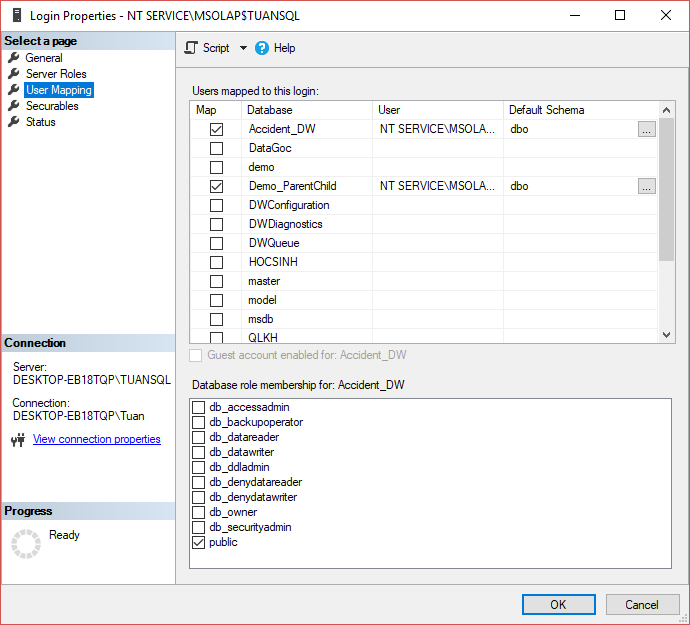 Login Properties - NT SERVICE\MSOLAP$TUANSQL
Select a page
General
Server Roles
User Mapping
Securables
Status
Script
Help
Users mapped to this login:
Map Database User Default Schema
Accident_DW NT SERVICE\MSOLAP... dbo ...
DataGoc
demo
Demo_ParentChild NT SERVICE\MSOLAP... dbo ...
DWConfiguration
DWDiagnostics
DWQueue
HOCSINH
master
model
msdb
QLKH
Guest account enabled for: Accident_DW
Database role membership for: Accident_DW
db_accessadmin
db_backupoperator
db_datareader
db_datawriter
db_ddladmin
db_denydatareader
db_denydatawriter
db_owner
db_securityadmin
public
Connection
Server:
DESKTOP-EB18TQP\TUANSQL
Connection:
DESKTOP-EB18TQP\Tuan
View connection properties
Progress
Ready
OK
Cancel